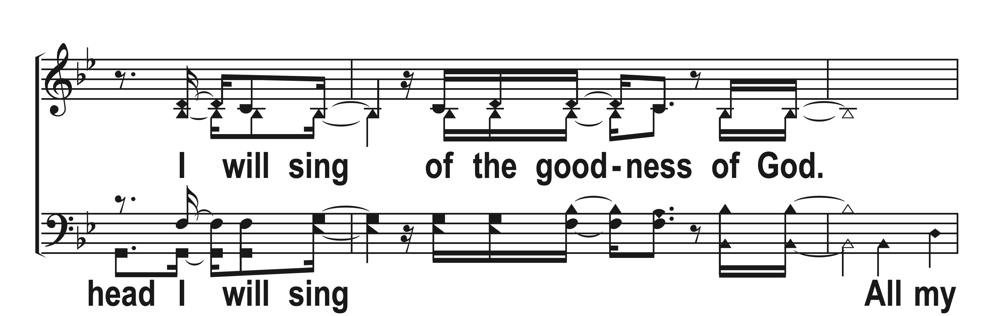 I will sing of the good-ness of God.
head I will sing All my